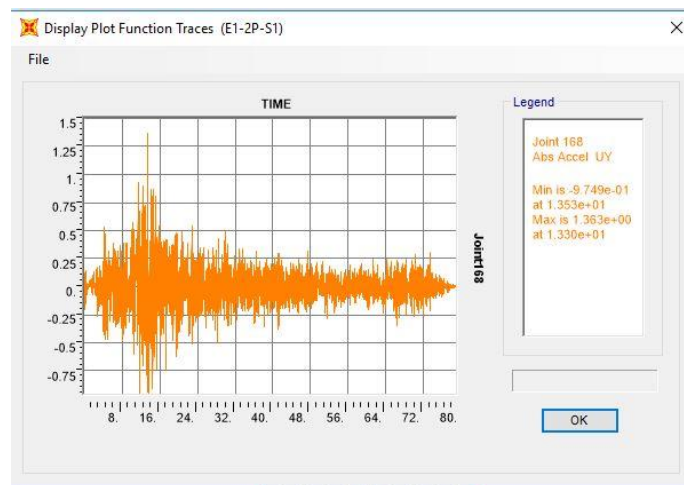 Display Plot Function Traces (E1-2P-S1)
File
TIME
Legend
1.5
1.25
1.
0.75
0.5
0.25
0.
-0.25
-0.5
-0.75
8. 16. 24. 32. 40. 48. 56. 64. 72. 80.
Joint168
Joint 168
Abs Accel UY
Min is -9.749e-01
at 1.353e+01
Max is 1.363e+00
at 1.330e+01
OK